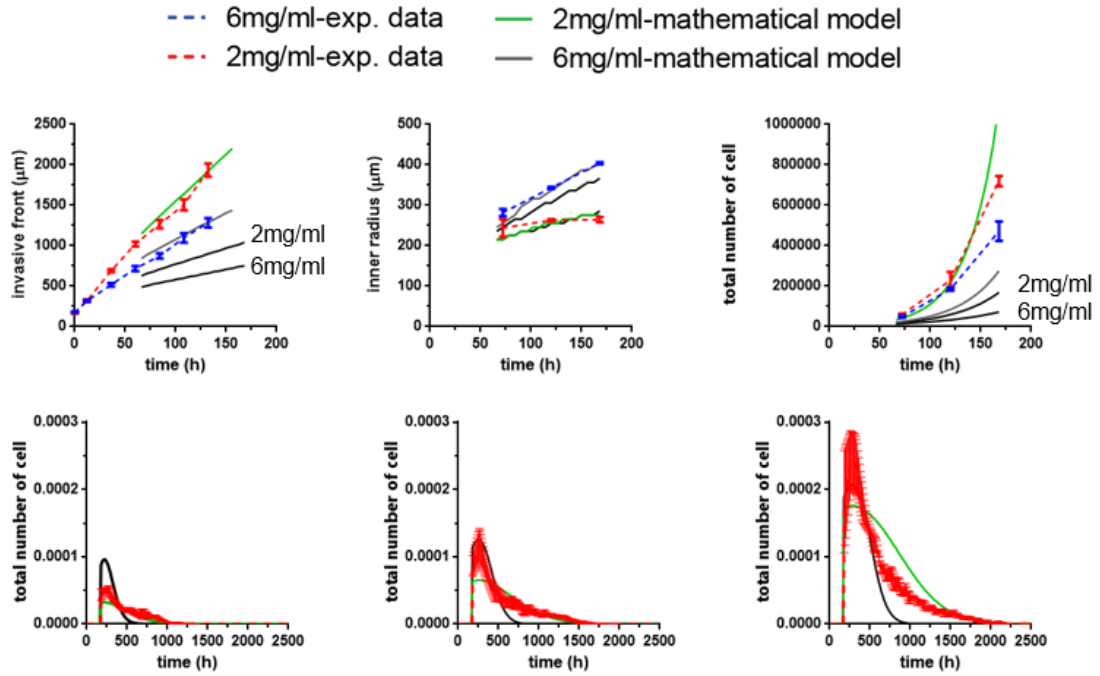 6mg/ml-exp. data
2mg/ml-mathematical model
2mg/ml-exp. data
6mg/ml-mathematical model
invasive front (µm)
2500
2000
1500
1000
500
0
0 50 100 150 200
time (h)
2mg/ml
6mg/ml
inner radius (µm)
500
400
300
200
100
0
0 50 100 150 200
time (h)
total number of cell
1000000
800000
600000
400000
200000
0
0 50 100 150 200
time (h)
2mg/ml
6mg/ml
total number of cell
0.0003
0.0002
0.0001
0.0000
0 500 1000 1500 2000 2500
time (h)
total number of cell
0.0003
0.0002
0.0001
0.0000
0 500 1000 1500 2000 2500
time (h)
total number of cell
0.0003
0.0002
0.0001
0.0000
0 500 1000 1500 2000 2500
time (h)